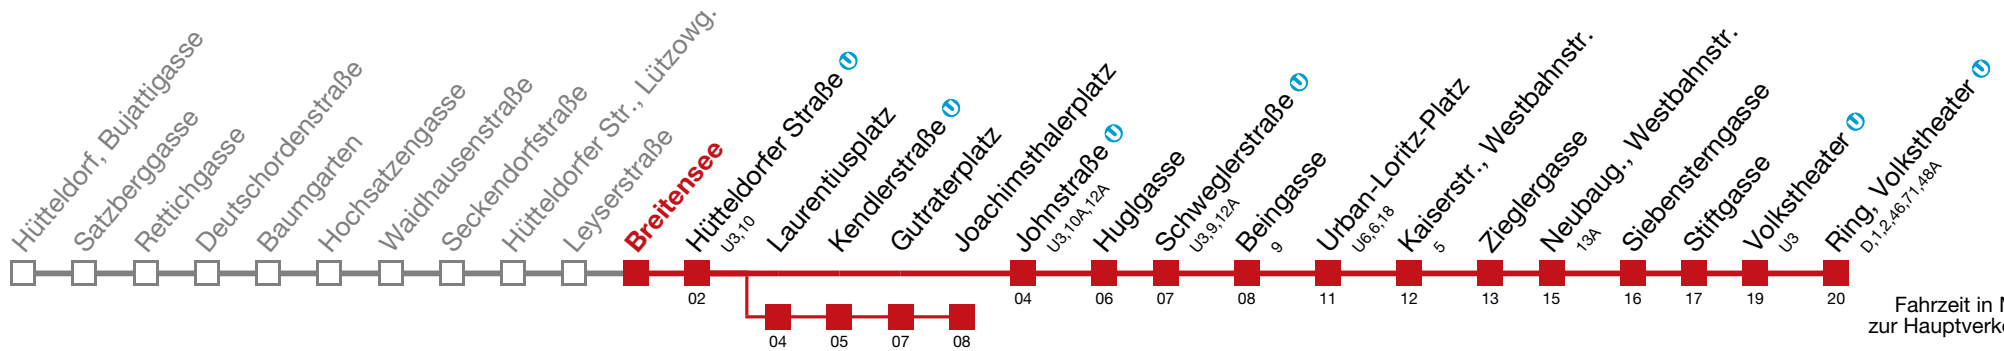 Hütteldorf, Bujattigasse
Satzberggasse
Rettichgasse
Deutschordenstraße
Baumgarten
Hochsatzengasse
Waidhausenstraße
Seckendorfstraße
Hütteldorfer Str., Lützowg.
Leyserstraße
Breitensee
Hütteldorfer Straße U
U3,10
Laurentiusplatz
Kendlerstraße U
Gutraterplatz
Joachimsthalerplatz
Johnstraße U
U3,10A,12A
Huglgasse
Schweglerstraße U
U3,9,12A
Beingasse
9
Urban-Loritz-Platz
U6,6,18
Kaiserstr., Westbahnstr.
5
Zieglergasse
Neubaug., Westbahnstr.
13A
Siebensterngasse
Stiftgasse
Volkstheater U
U3
Ring, Volkstheater U
D,1,2,46,71,48A
02 04 06 07 08 11 12 13 15 16 17 19 20
04 05 07 08
Fahrzeit in
zur